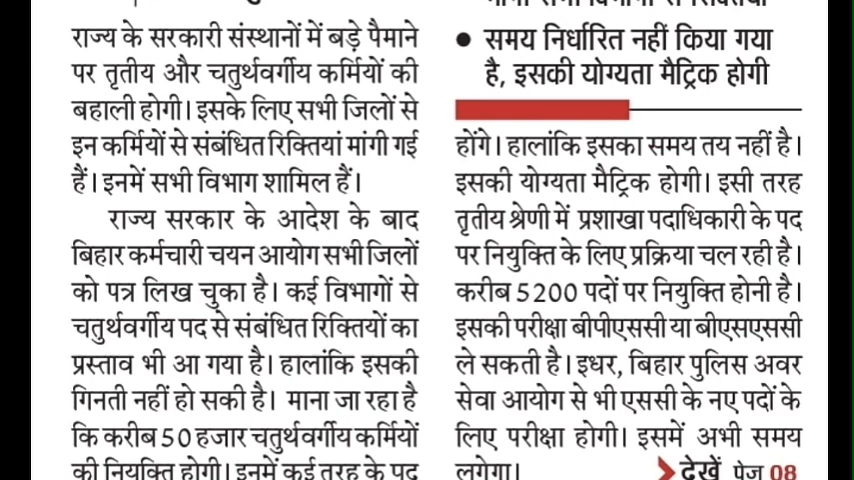 राज्य के सरकारी संस्थानों में बड़े पैमाने
पर तृतीय और चतुर्थवर्गीय कर्मियों की
बहाली होगी। इसके लिए सभी जिलों से
इन कर्मियों से संबंधित रिक्तियां मांगी गई
हैं। इनमें सभी विभाग शामिल हैं।
राज्य सरकार के आदेश के बाद
बिहार कर्मचारी चयन आयोग सभी जिलों
को पत्र लिख चुका है। कई विभागों से
चतुर्थवर्गीय पद से संबंधित रिक्तियों का
प्रस्ताव भी आ गया है। हालांकि इसकी
गिनती नहीं हो सकी है। माना जा रहा है
कि करीब 50 हजार चतुर्थवर्गीय कर्मियों
की नियुक्ति होगी। इनमें कई तरह के पद
● समय निर्धारित नहीं किया गया
है, इसकी योग्यता मैट्रिक होगी
होंगे। हालांकि इसका समय तय नहीं है।
इसकी योग्यता मैट्रिक होगी। इसी तरह
तृतीय श्रेणी में प्रशाखा पदाधिकारी के पद
पर नियुक्ति के लिए प्रक्रिया चल रही है।
करीब 5200 पदों पर नियुक्ति होनी है।
इसकी परीक्षा बीपीएससी या बीएसएससी
ले सकती है। इधर, बिहार पुलिस अवर
सेवा आयोग से भी एससी के नए पदों के
लिए परीक्षा होगी। इसमें अभी समय
लगेगा।
देखें पेज 08